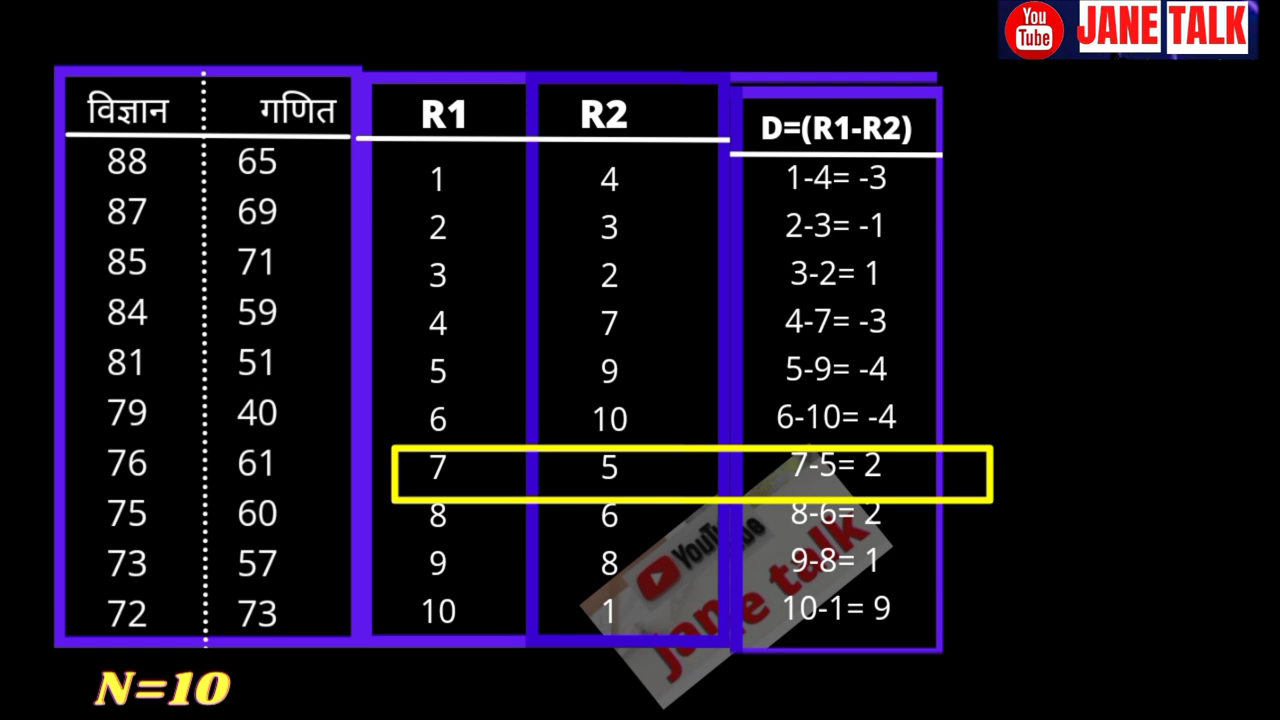 You Tube JANE TALK
विज्ञान गणित R1 R2 D=(R1-R2)
88 65 1 4 1-4= -3
87 69 2 3 2-3= -1
85 71 3 2 3-2= 1
84 59 4 7 4-7= -3
81 51 5 9 5-9= -4
79 40 6 10 6-10= -4
76 61 7 5 7-5= 2
75 60 8 6 8-6= 2
73 57 9 8 9-8= 1
72 73 10 1 10-1= 9
YouTube
Jane talk
N=10